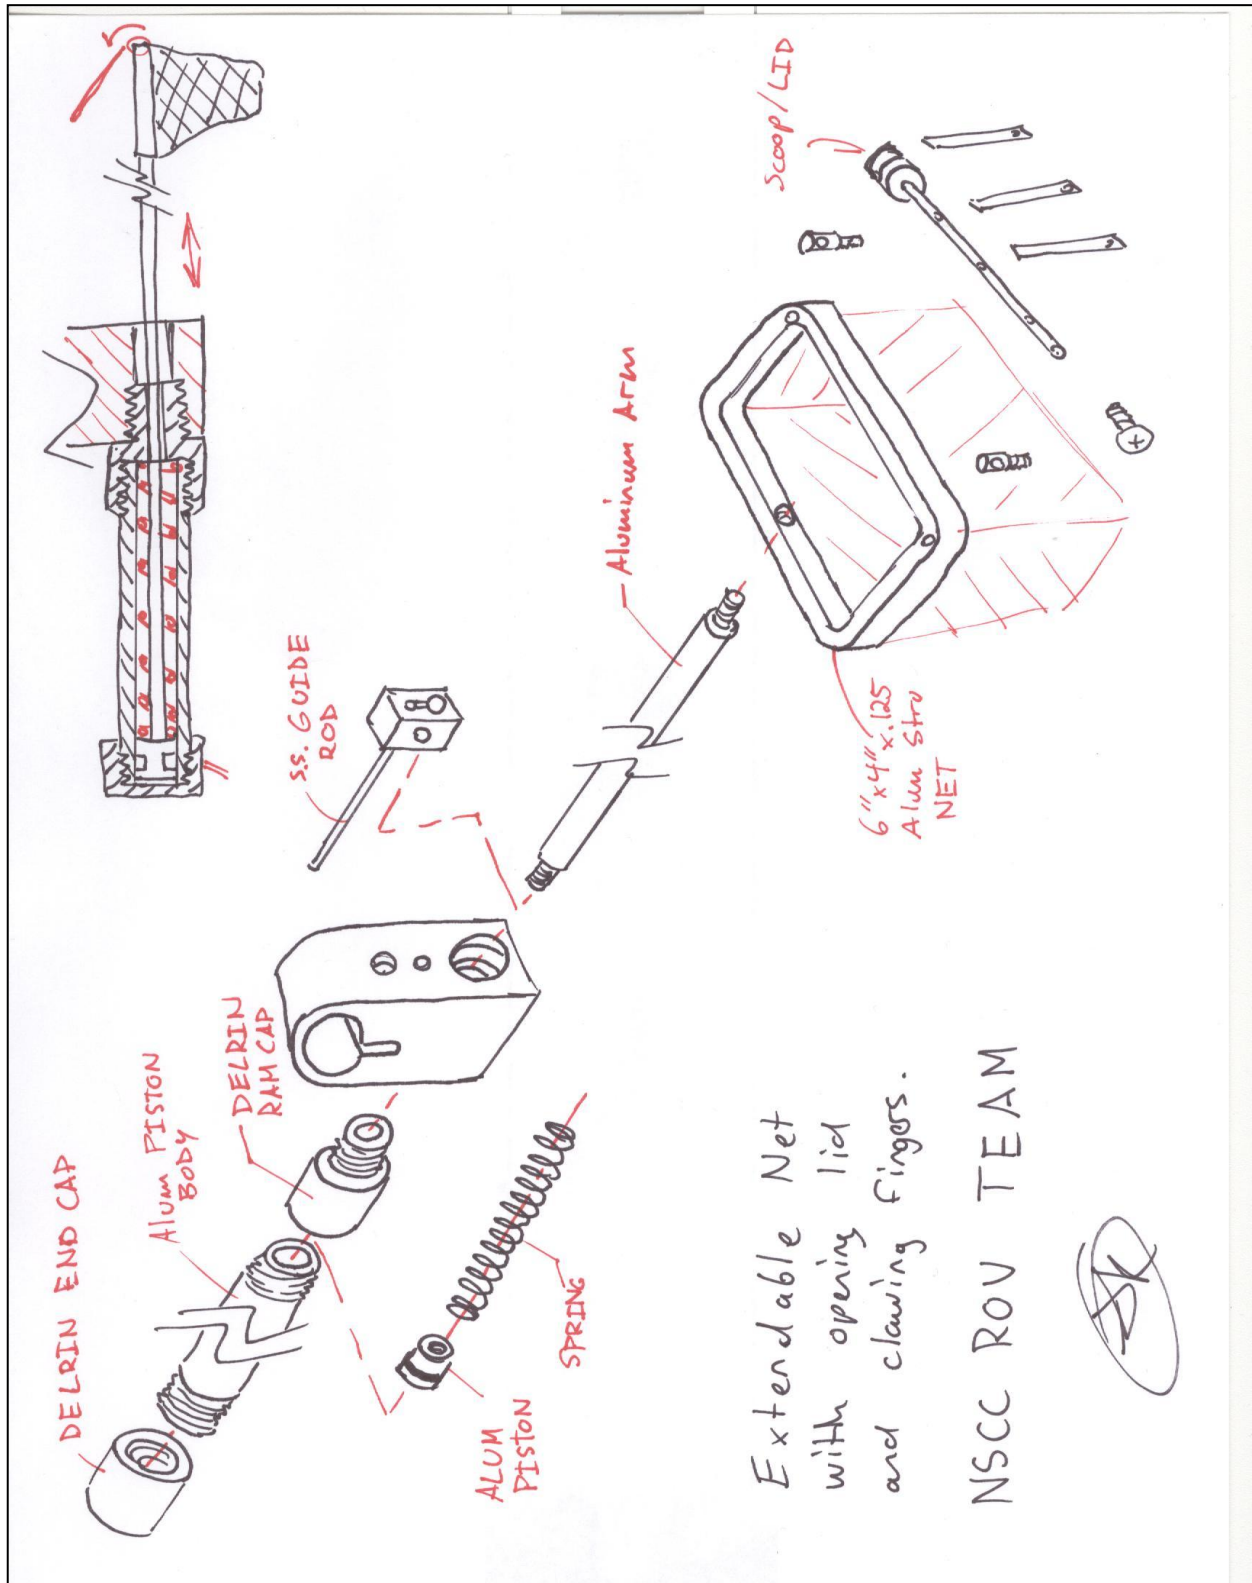 DELRIN END CAP
Alum PISTON
BODY
DELRIN
RAM CAP
S.S. GUIDE
ROD
Aluminum Arm
Scoop/LID
6"x4"x.125
Alum Stru
NET
ALUM
PISTON
SPRING
Extendable Net
with opening lid
and clawing fingers.
NSCC ROV TEAM